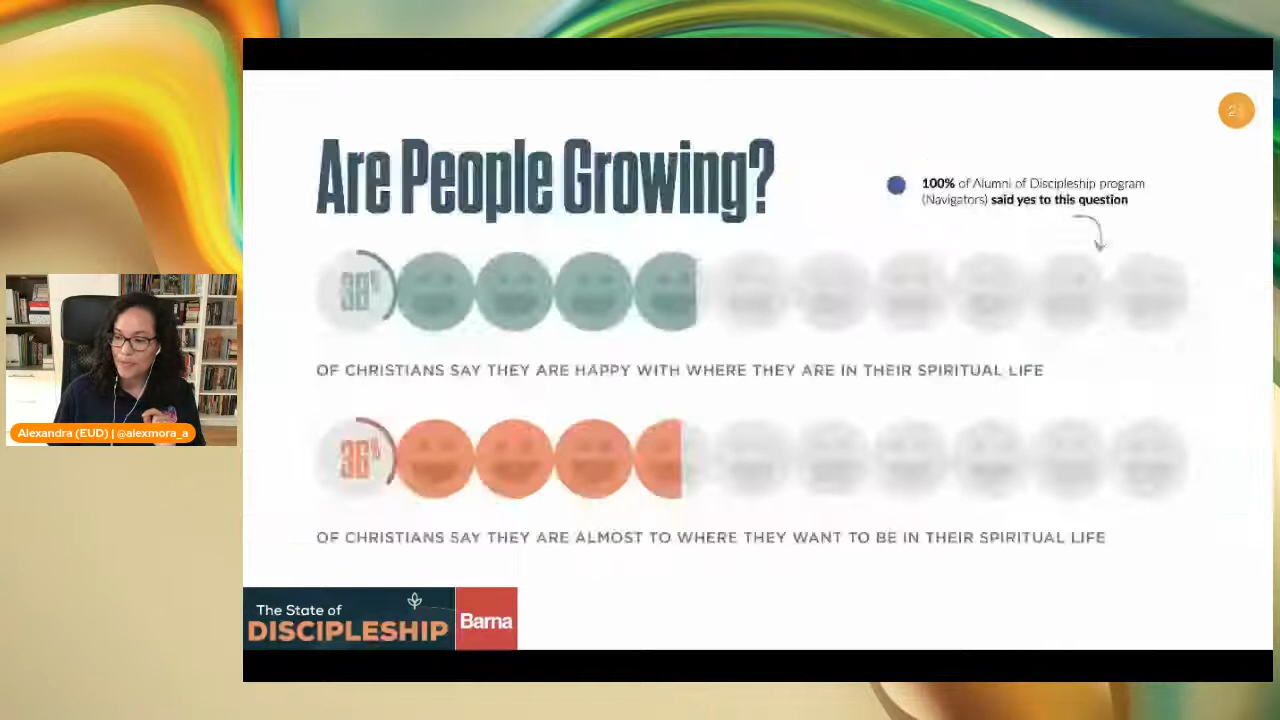 Are People Growing?
100% of Alumni of Discipleship program
(Navigators) said yes to this question
38%
OF CHRISTIANS SAY THEY ARE HAPPY WITH WHERE THEY ARE IN THEIR SPIRITUAL LIFE
Alexandra (EUD) | @alexmora_a
36%
OF CHRISTIANS SAY THEY ARE ALMOST TO WHERE THEY WANT TO BE IN THEIR SPIRITUAL LIFE
The State of
DISCIPLESHIP
Barna